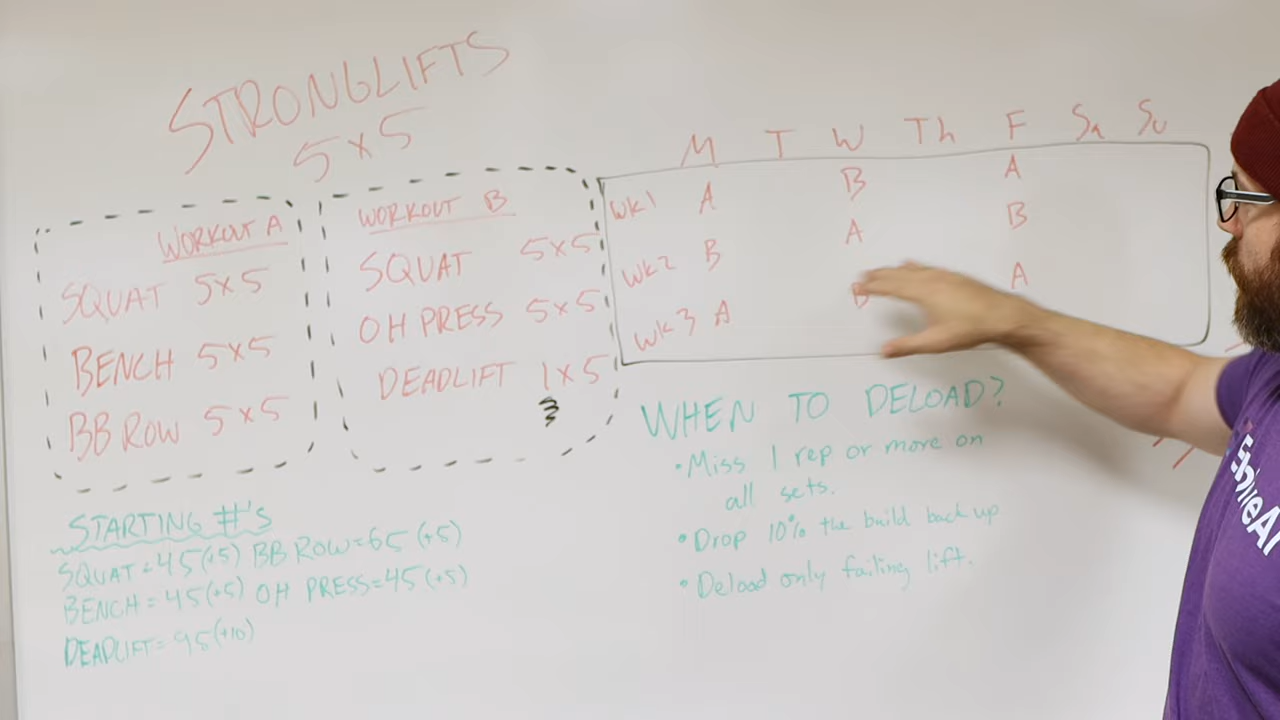 STRONGLIFTS
5×5
WORKOUT A
SQUAT 5×5
BENCH 5×5
BB ROW 5×5
WORKOUT B
SQUAT 5×5
OH PRESS 5×5
DEADLIFT 1×5
3
M T W Th F Sa Su
WK1 A B A
WK2 B A B
WK3 A B A
STARTING #'S
SQUAT=45(+5) BB ROW=65(+5)
BENCH=45(+5) OH PRESS=45(+5)
DEADLIFT=95(+10)
WHEN TO DELOAD?
• Miss 1 rep or more on
all sets.
• Drop 10% the build back up
• Deload only failing lift.